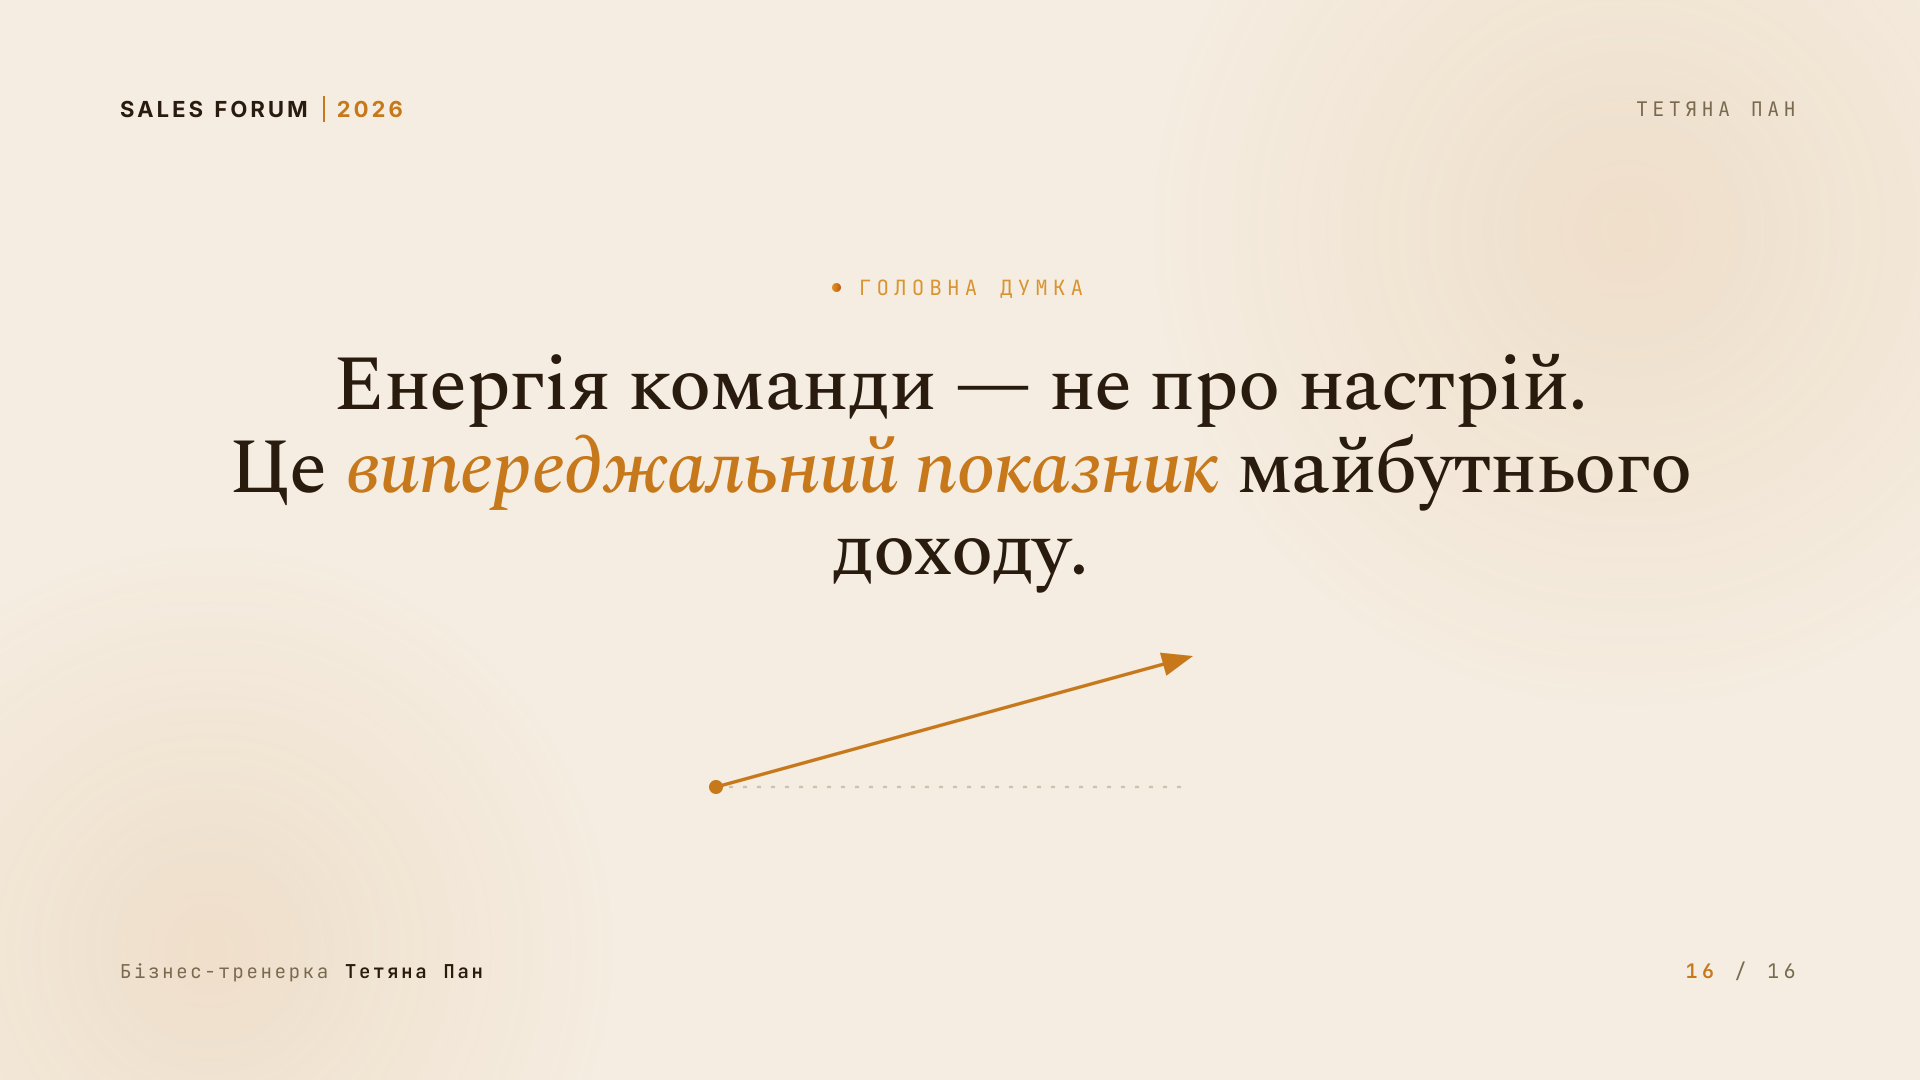 SALES FORUM | 2026
ТЕТЯНА ПАН
ГОЛОВНА ДУМКА
Енергія команди — не про настрій.
Це випереджальний показник майбутнього
доходу.
Бізнес-тренерка Тетяна Пан
16 / 16